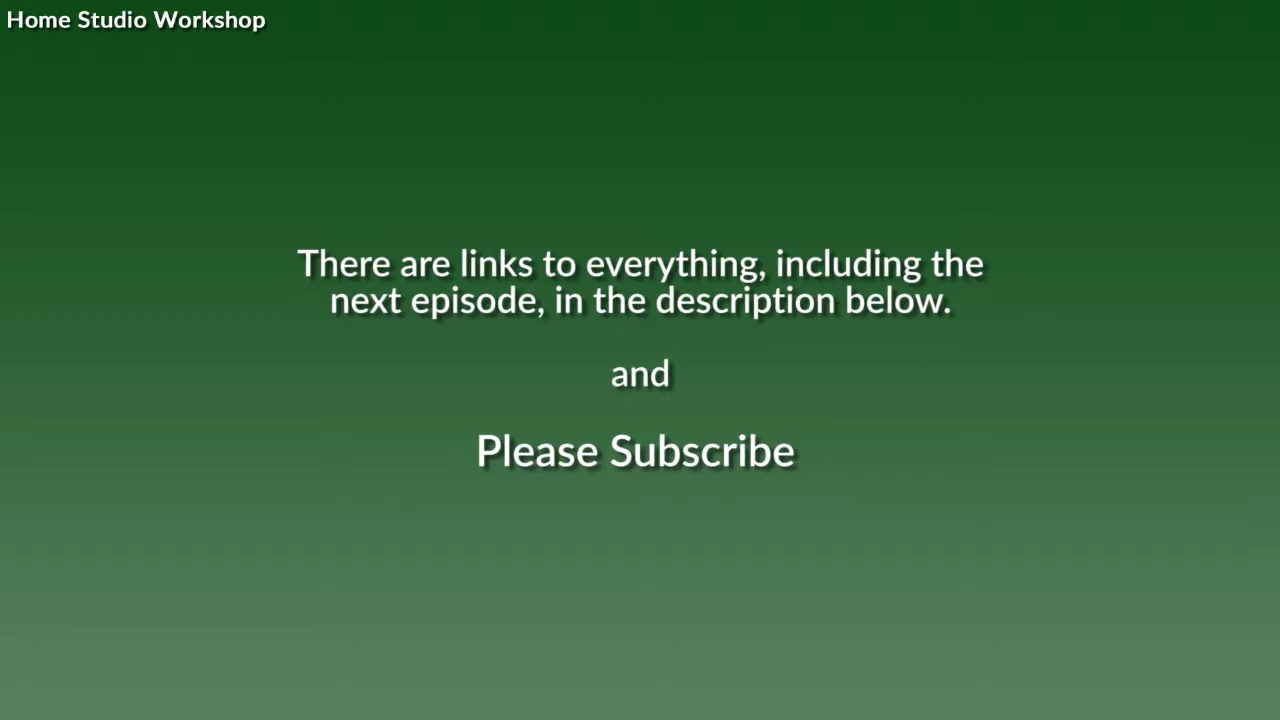 Home Studio Workshop
There are links to everything, including the
next episode, in the description below.
and
Please Subscribe